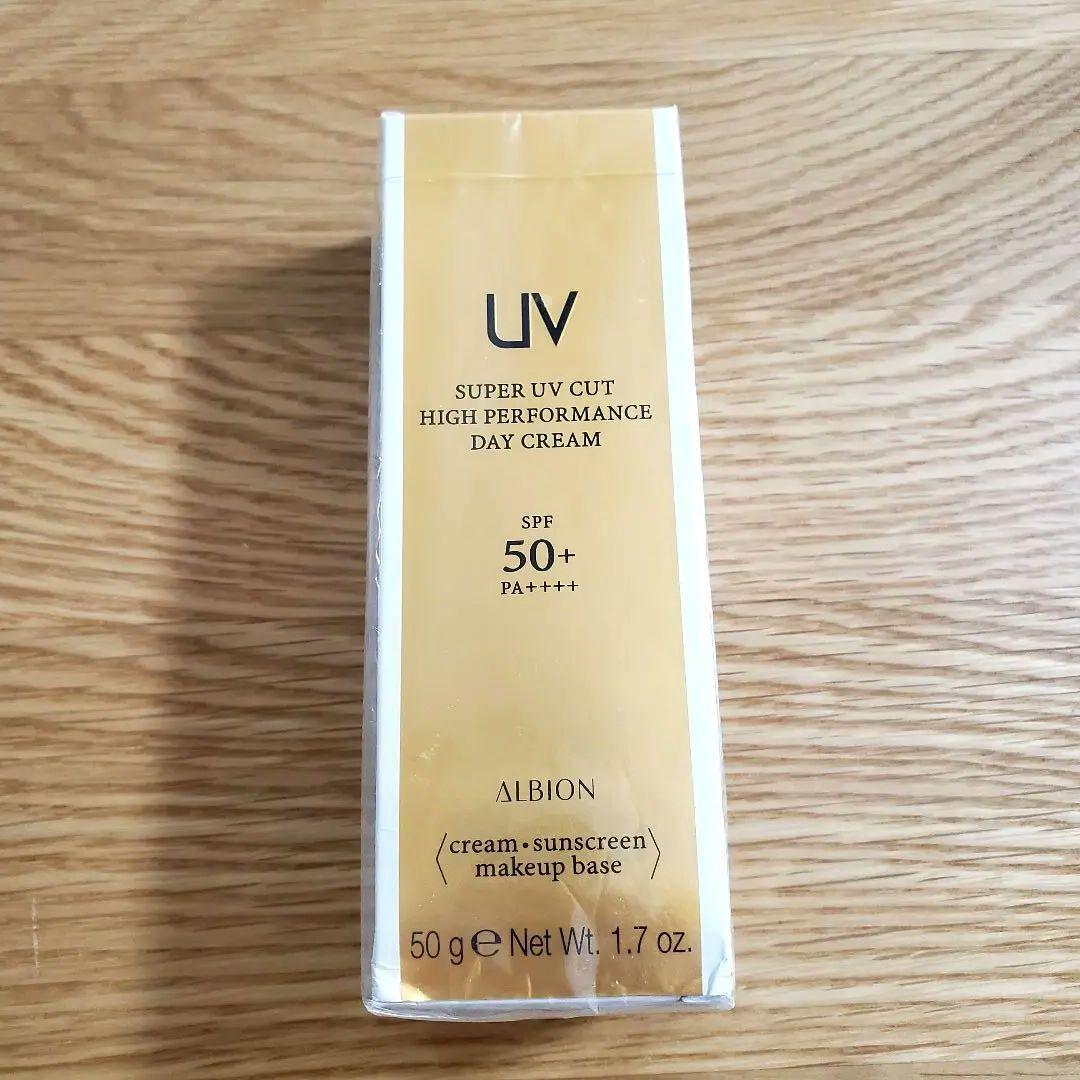 UV
SUPER UV CUT
HIGH PERFORMANCE
DAY CREAM
SPF
50+
PA++++
ALBION
〈cream・sunscreen
makeup base〉
50 g ℮ Net Wt. 1.7 oz.